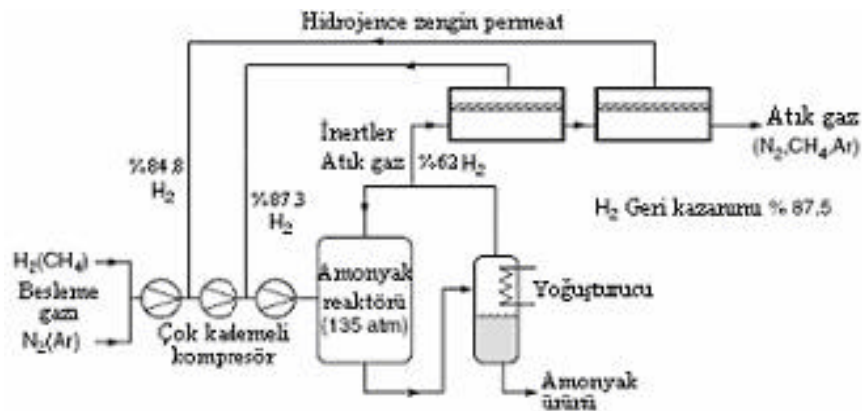 Hidrojence zengin permeat
Atık gaz
(N2,CH4,Ar)
İnertler
Atık gaz
%62 H2
%84,8
H2
%87,3
H2
H2 Geri kazanımı % 87,5
H2(CH4)
Besleme
gazı
N2(Ar)
Çok kademeli
kompresör
Amonyak
reaktörü
(135 atm)
Yoğuşturucu
Amonyak
ürürtü